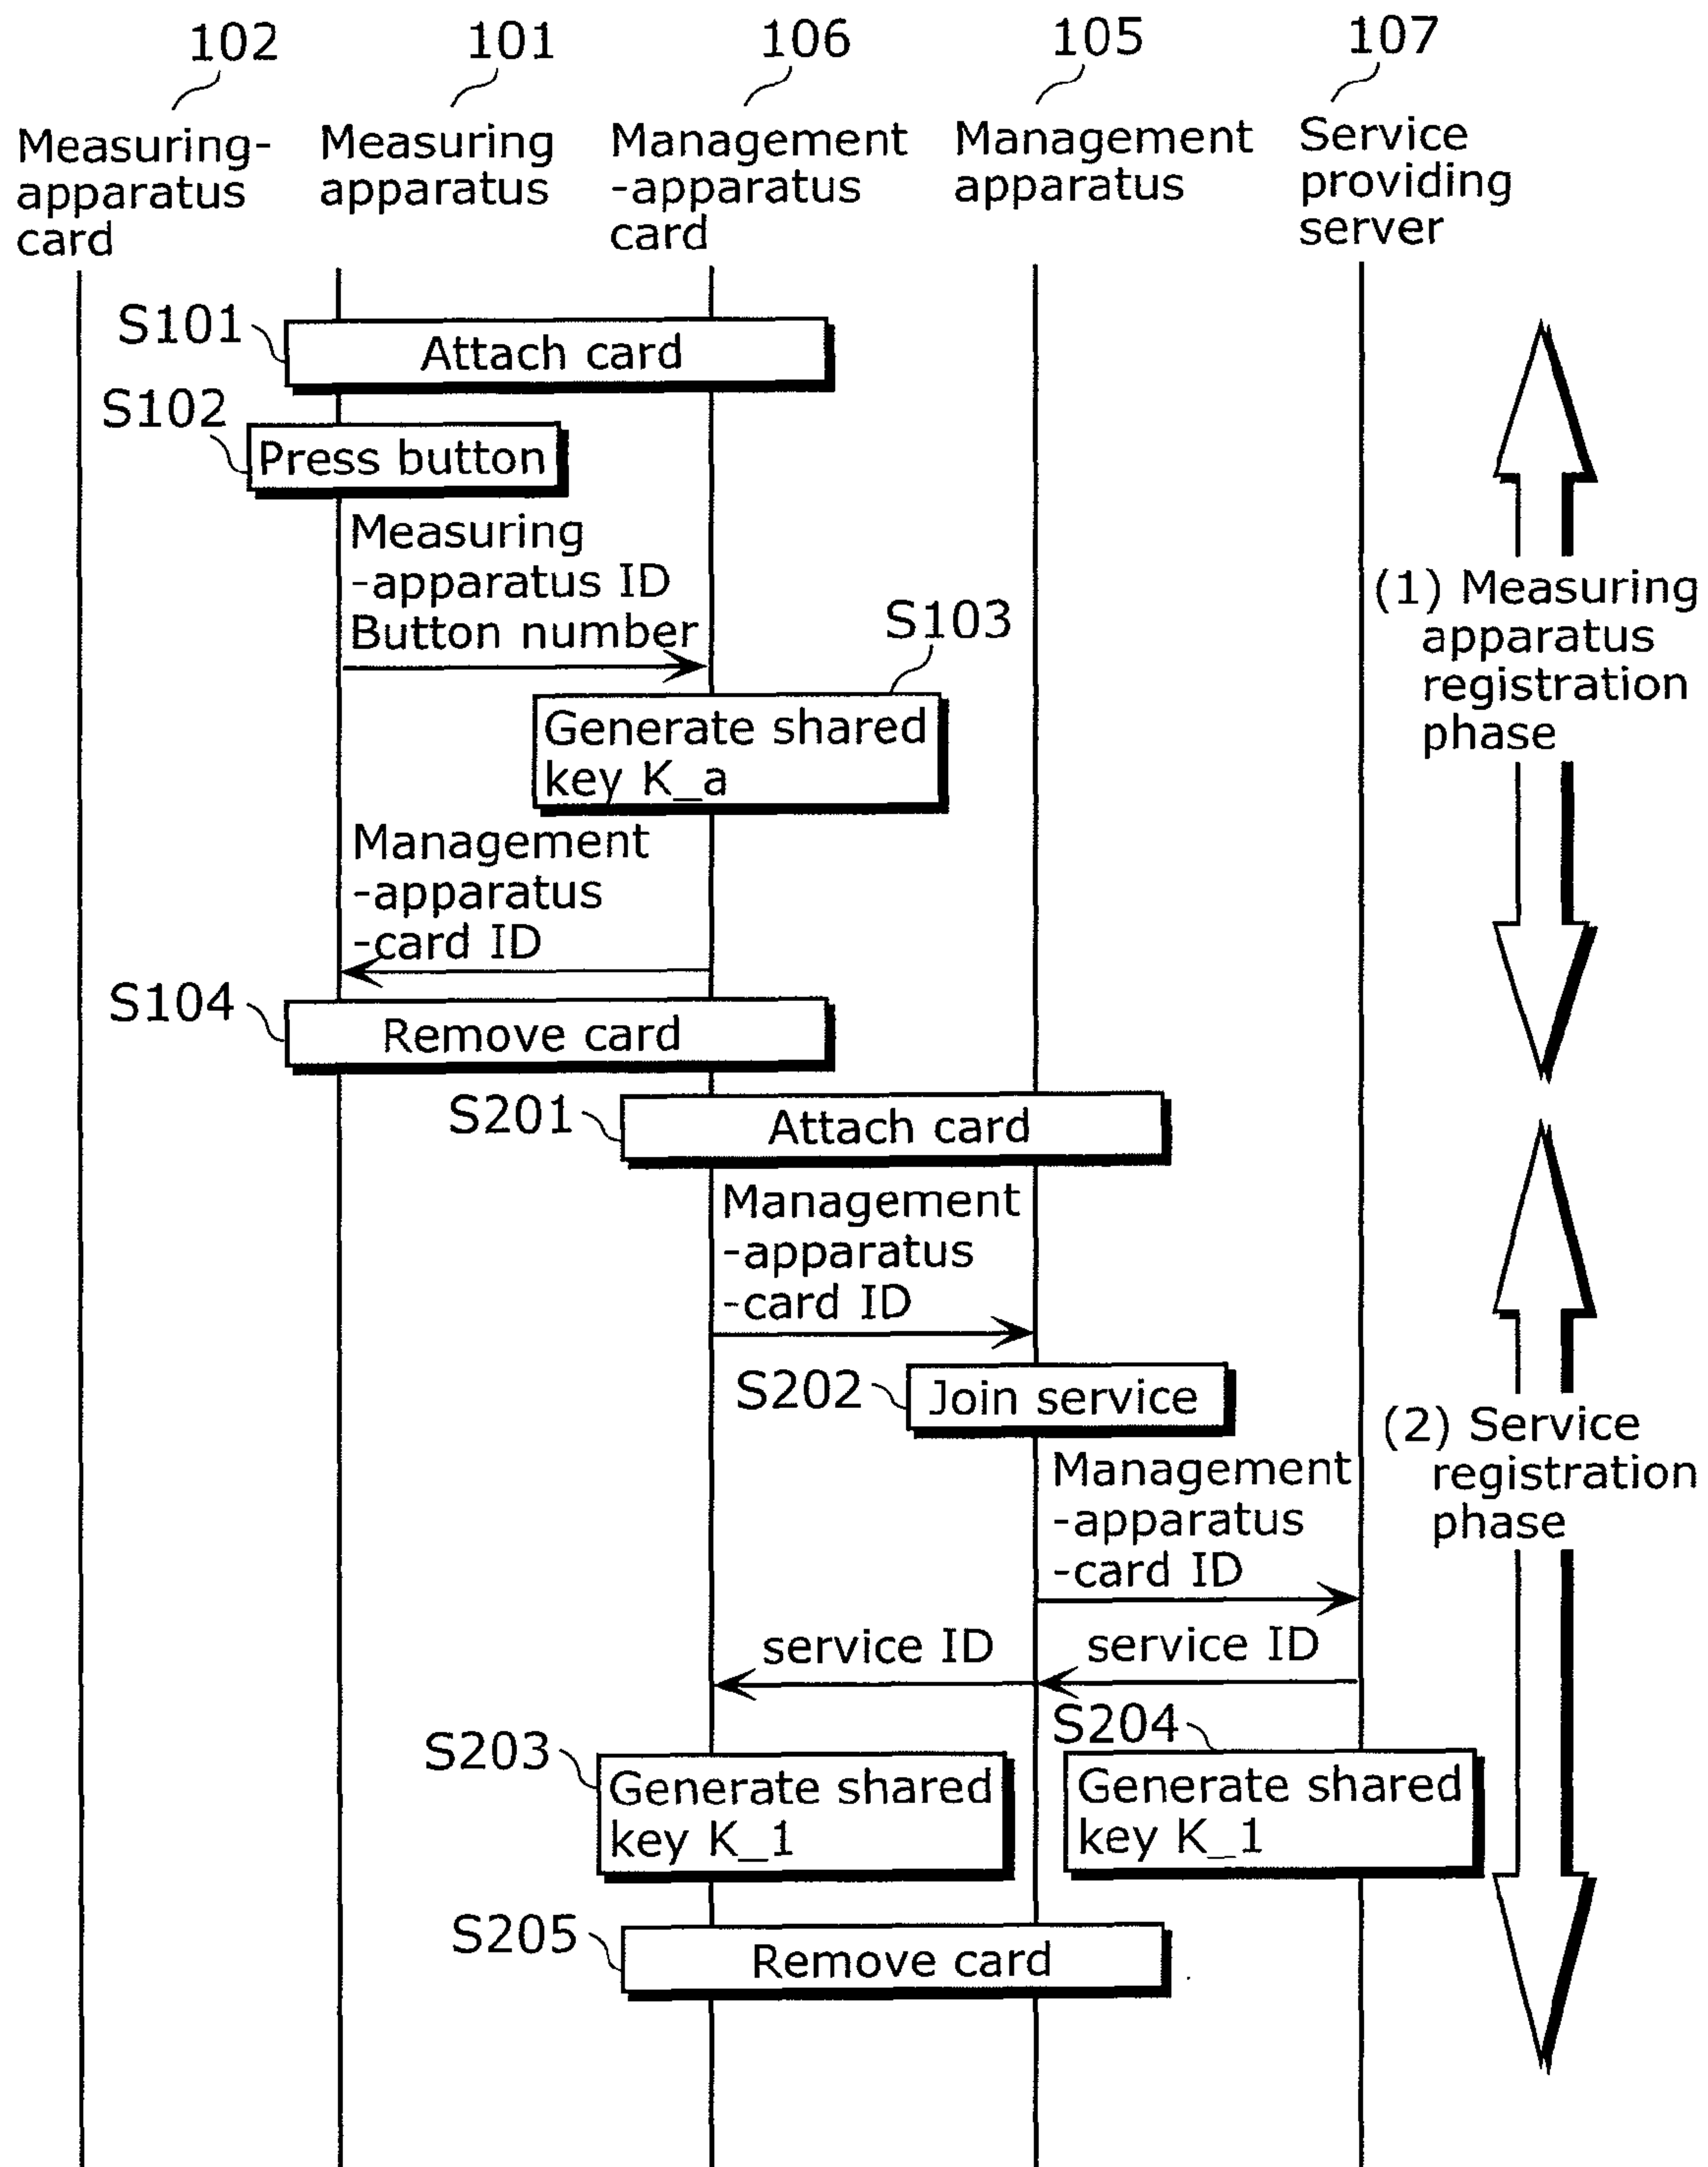 102
101
106
105
107
Measuring-
apparatus
card
Measuring
apparatus
Management
-apparatus
card
Management
apparatus
Service
providing
server
S101
Attach card
S102
Press button
Measuring
-apparatus ID
Button number
S103
Generate shared
key K_a
(1) Measuring
apparatus
registration
phase
Management
-apparatus
-card ID
S104
Remove card
S201
Attach card
Management
-apparatus
-card ID
S202
Join service
(2) Service
registration
phase
Management
-apparatus
-card ID
service ID
service ID
S203
Generate shared
key K_1
S204
Generate shared
key K_1
S205
Remove card